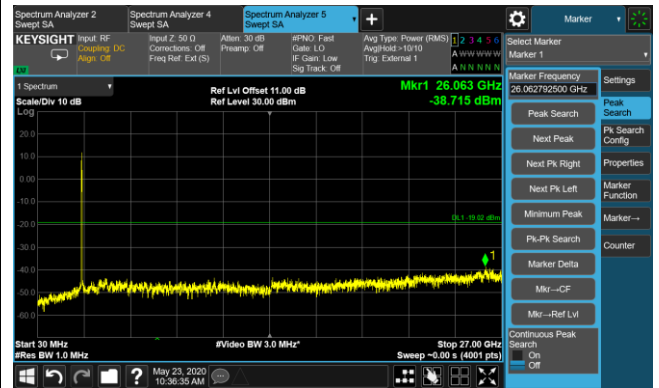 Spectrum Analyzer 2
Swept SA
Spectrum Analyzer 4
Swept SA
Spectrum Analyzer 5
Swept SA
+
Marker
KEYSIGHT
Input: RF
Coupling: DC
Align: Off
Input Z: 50 Ω
Corrections: Off
Freq Ref: Ext (S)
Atten: 30 dB
Preamp: Off
#PNO: Fast
Gate: LO
IF Gain: Low
Sig Track: Off
Avg Type: Power (RMS)
Avg|Hold:>10/10
Trig: External 1
1 2 3 4 5 6
A W W W W W
A N N N N N
LXI
Select Marker
Marker 1
1 Spectrum
Scale/Div 10 dB
Log
Ref Lvl Offset 11.00 dB
Ref Level 30.00 dBm
Mkr1 26.063 GHz
-38.715 dBm
20.0
10.0
0.00
-10.0
-20.0
-30.0
-40.0
-50.0
-60.0
DL1 -19.02 dBm
1
Start 30 MHz
#Res BW 1.0 MHz
#Video BW 3.0 MHz*
Stop 27.00 GHz
Sweep ~0.00 s (4001 pts)
Marker Frequency
26.062792500 GHz
Peak Search
Next Peak
Next Pk Right
Next Pk Left
Minimum Peak
Pk-Pk Search
Marker Delta
Mkr→CF
Mkr→Ref Lvl
Continuous Peak
Search
On
Off
Settings
Peak
Search
Pk Search
Config
Properties
Marker
Function
Marker→
Counter
?
May 23, 2020
10:36:35 AM